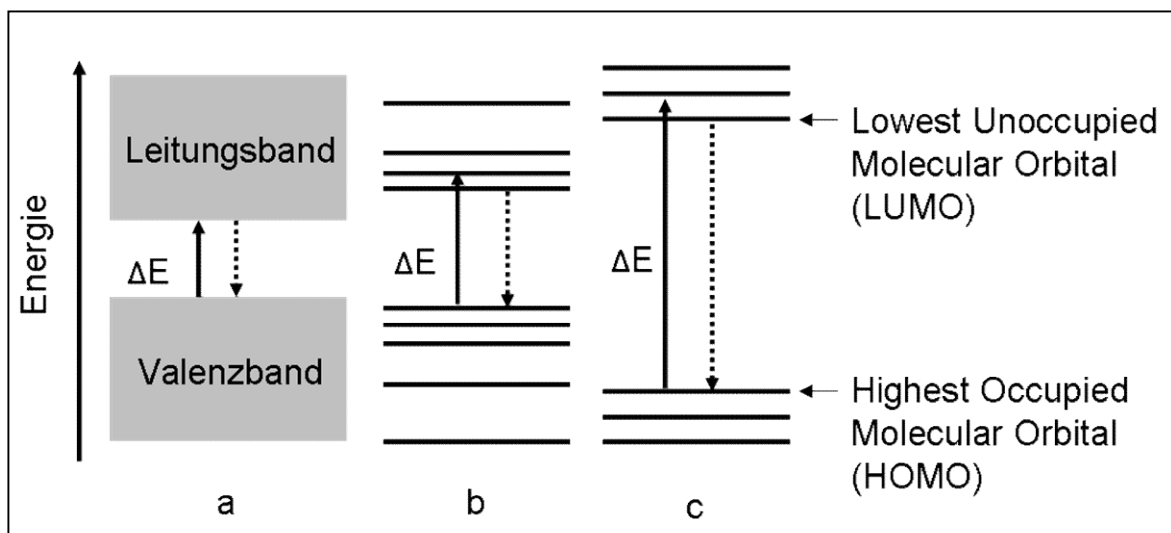 Energie
Leitungsband
ΔE
Valenzband
a
ΔE
b
ΔE
c
Lowest Unoccupied
Molecular Orbital
(LUMO)
Highest Occupied
Molecular Orbital
(HOMO)